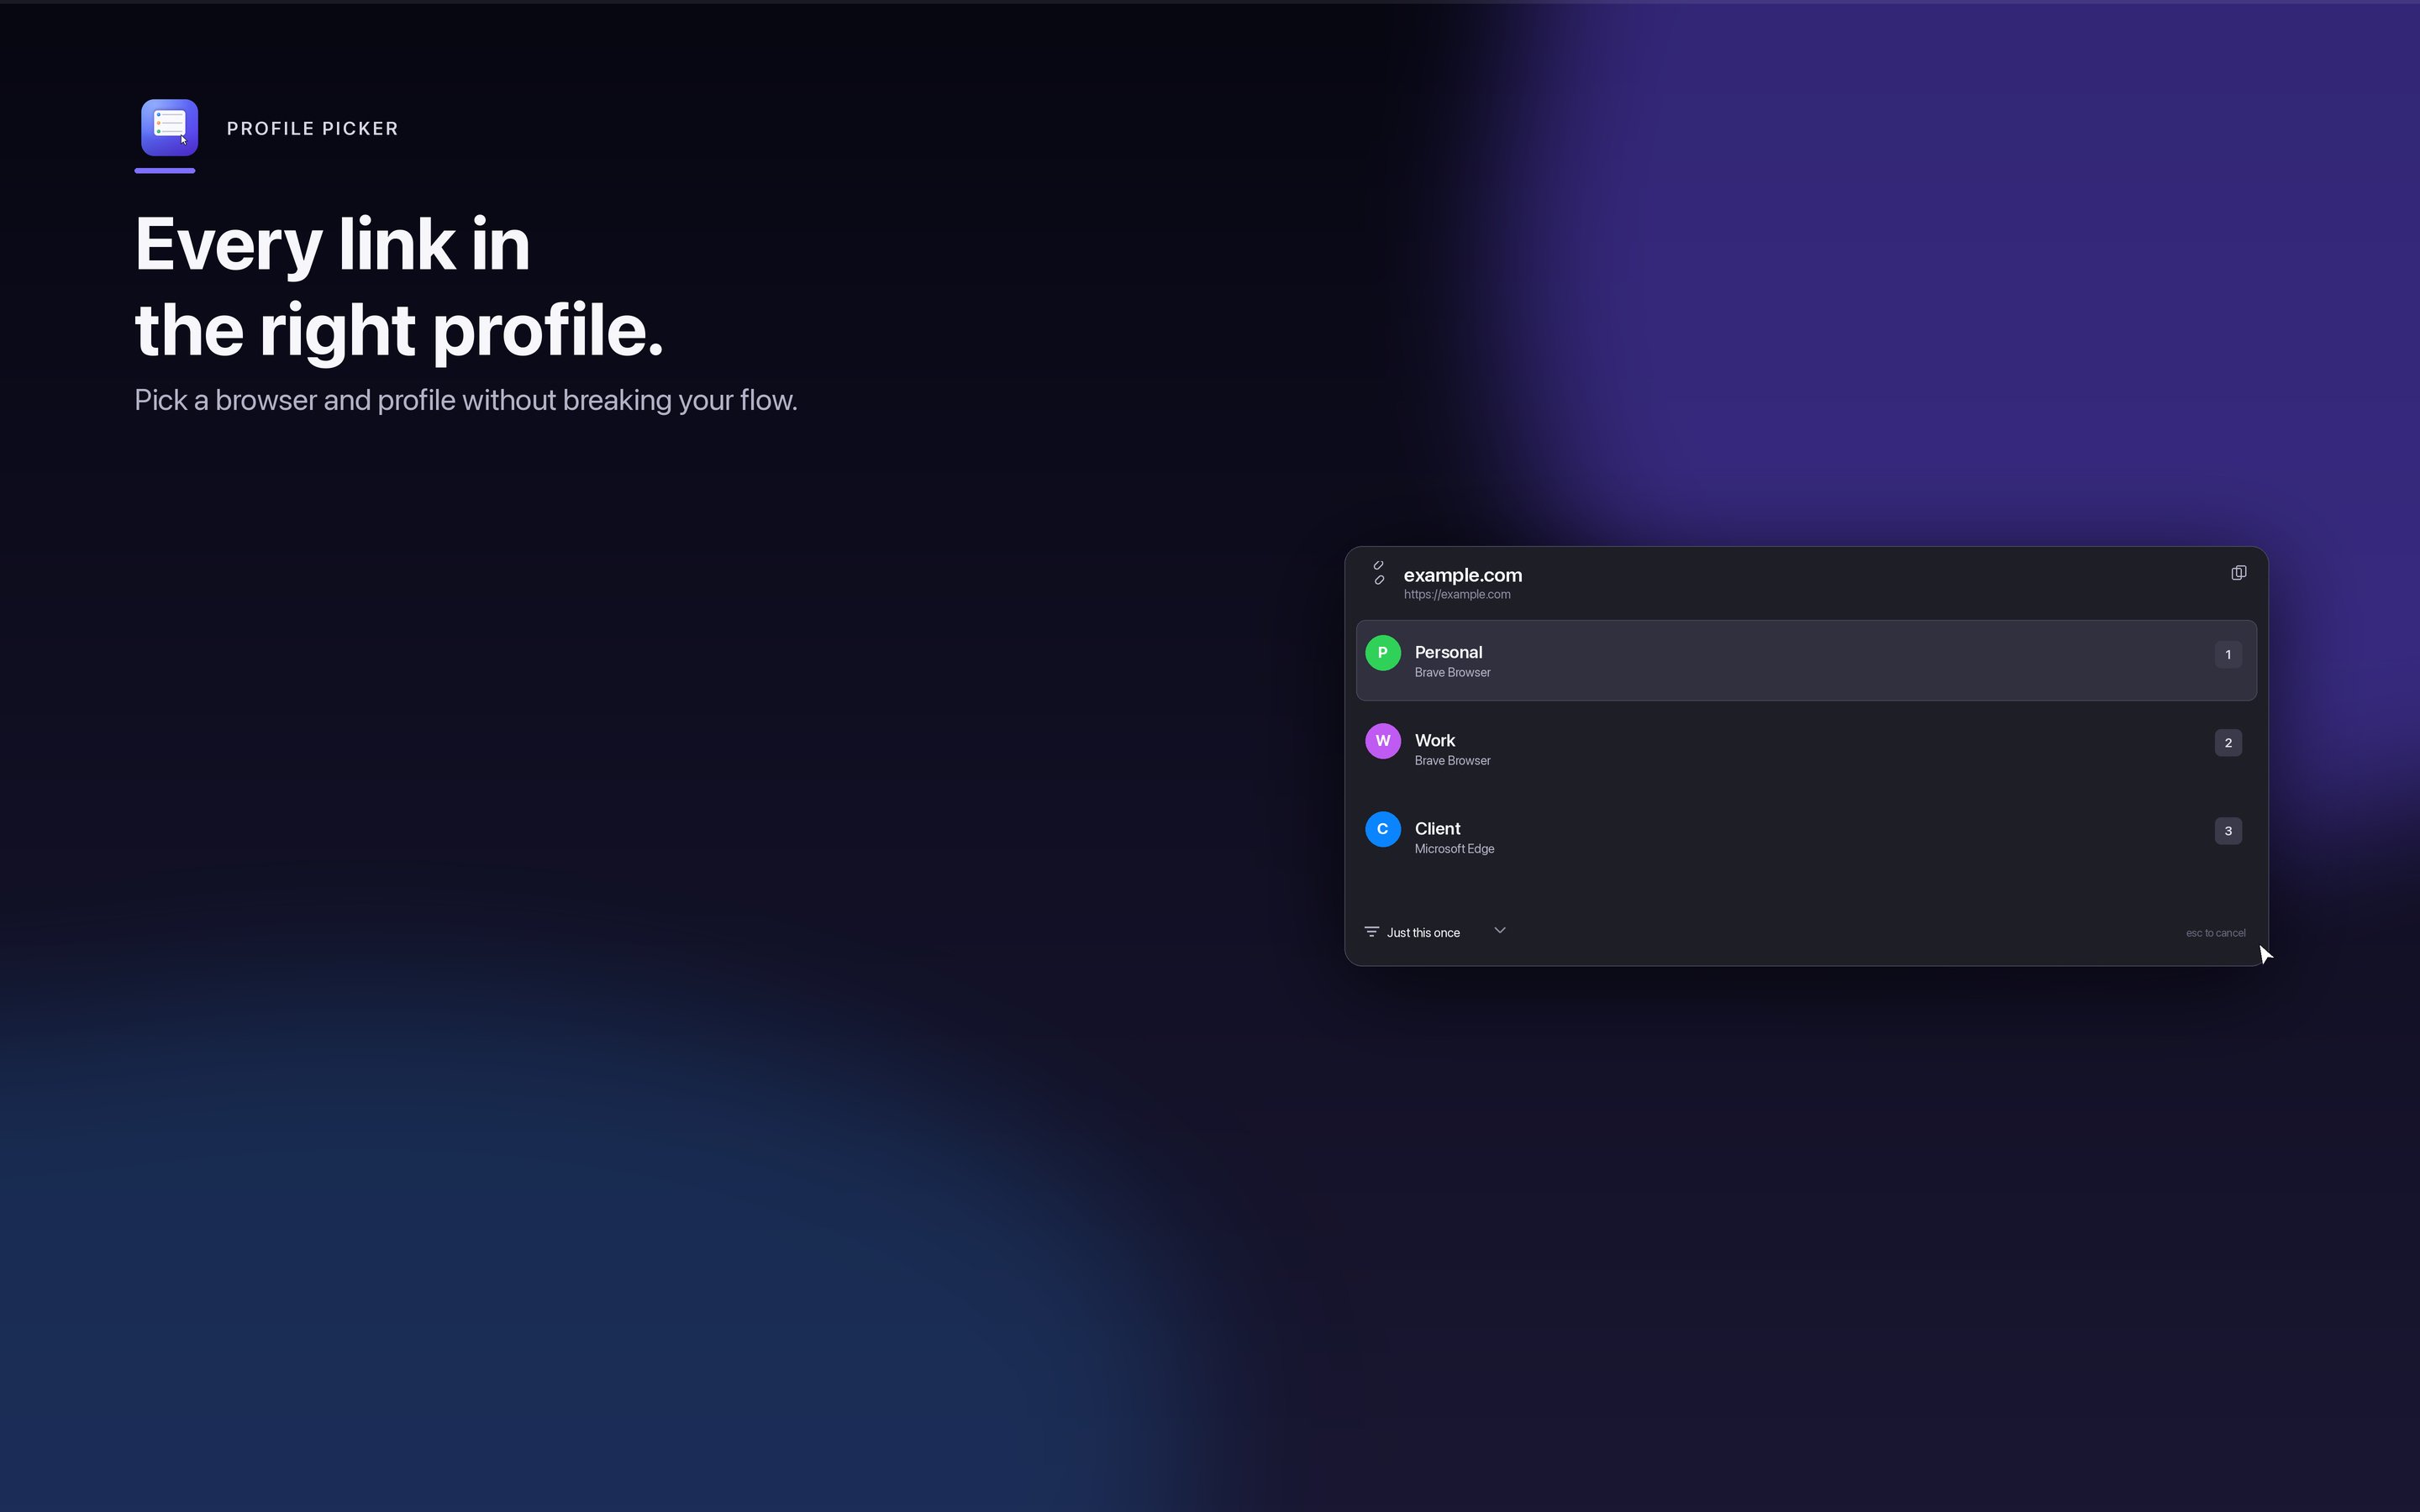 PROFILE PICKER
Every link in
the right profile.
Pick a browser and profile without breaking your flow.
example.com
https://example.com
P
Personal
Brave Browser
1
W
Work
Brave Browser
2
C
Client
Microsoft Edge
3
Just this once
esc to cancel